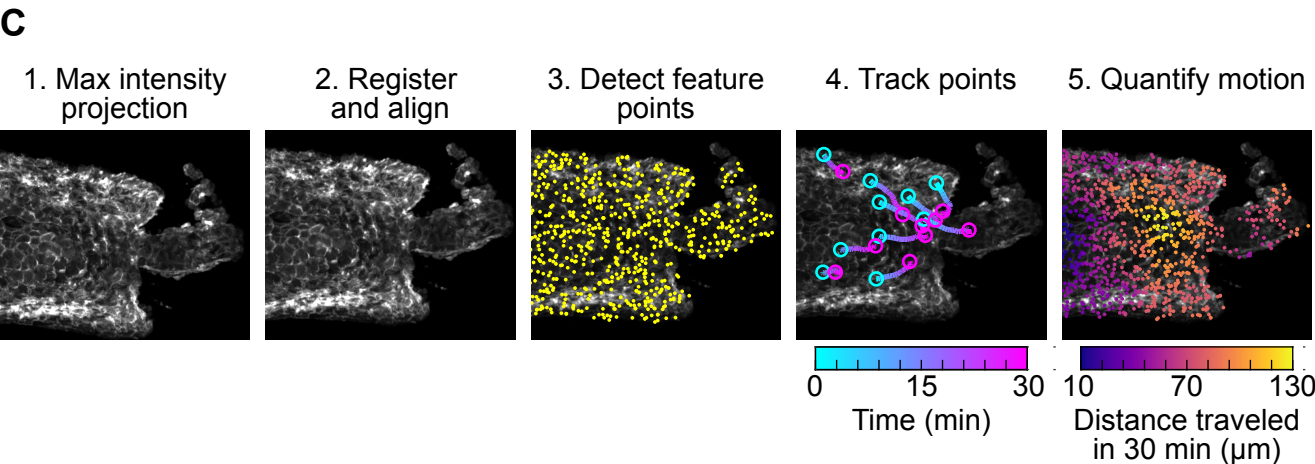 C
1. Max intensity
projection
2. Register
and align
3. Detect feature
points
4. Track points
5. Quantify motion
0 15 30
Time (min)
10 70 130
Distance traveled
in 30 min (µm)